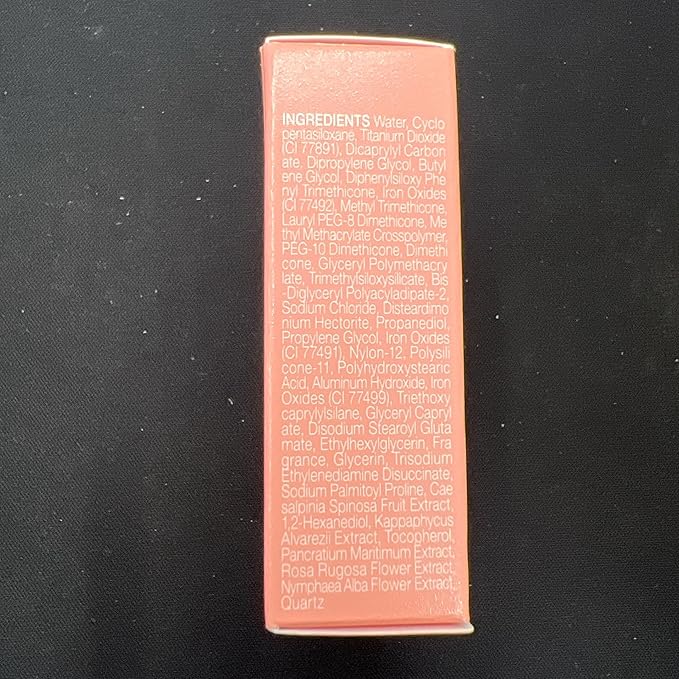 INGREDIENTS Water, Cyclo
pentasiloxane, Titanium Dioxide
(CI 77891), Dicaprylyl Carbon
ate, Dipropylene Glycol, Butyl
ene Glycol, Diphenylsiloxy Phe
nyl Trimethicone, Iron Oxides
(CI 77492), Methyl Trimethicone,
Lauryl PEG-8 Dimethicone, Me
thyl Methacrylate Crosspolymer,
PEG-10 Dimethicone, Dimethi
cone, Glyceryl Polymethacry
late, Trimethylsiloxysilicate, Bis
-Diglyceryl Polyacyladipate-2,
Sodium Chloride, Disteardimo
nium Hectorite, Propanediol,
Propylene Glycol, Iron Oxides
(CI 77491), Nylon-12, Polysili
cone-11, Polyhydroxystearic
Acid, Aluminum Hydroxide, Iron
Oxides (CI 77499), Triethoxy
caprylylsilane, Glyceryl Capryl
ate, Disodium Stearoyl Gluta
mate, Ethylhexylglycerin, Fra
grance, Glycerin, Trisodium
Ethylenediamine Disuccinate,
Sodium Palmitoyl Proline, Cae
salpinia Spinosa Fruit Extract,
1,2-Hexanediol, Kappaphycus
Alvarezii Extract, Tocopherol,
Pancratium Maritimum Extract,
Rosa Rugosa Flower Extract,
Nymphaea Alba Flower Extract,
Quartz